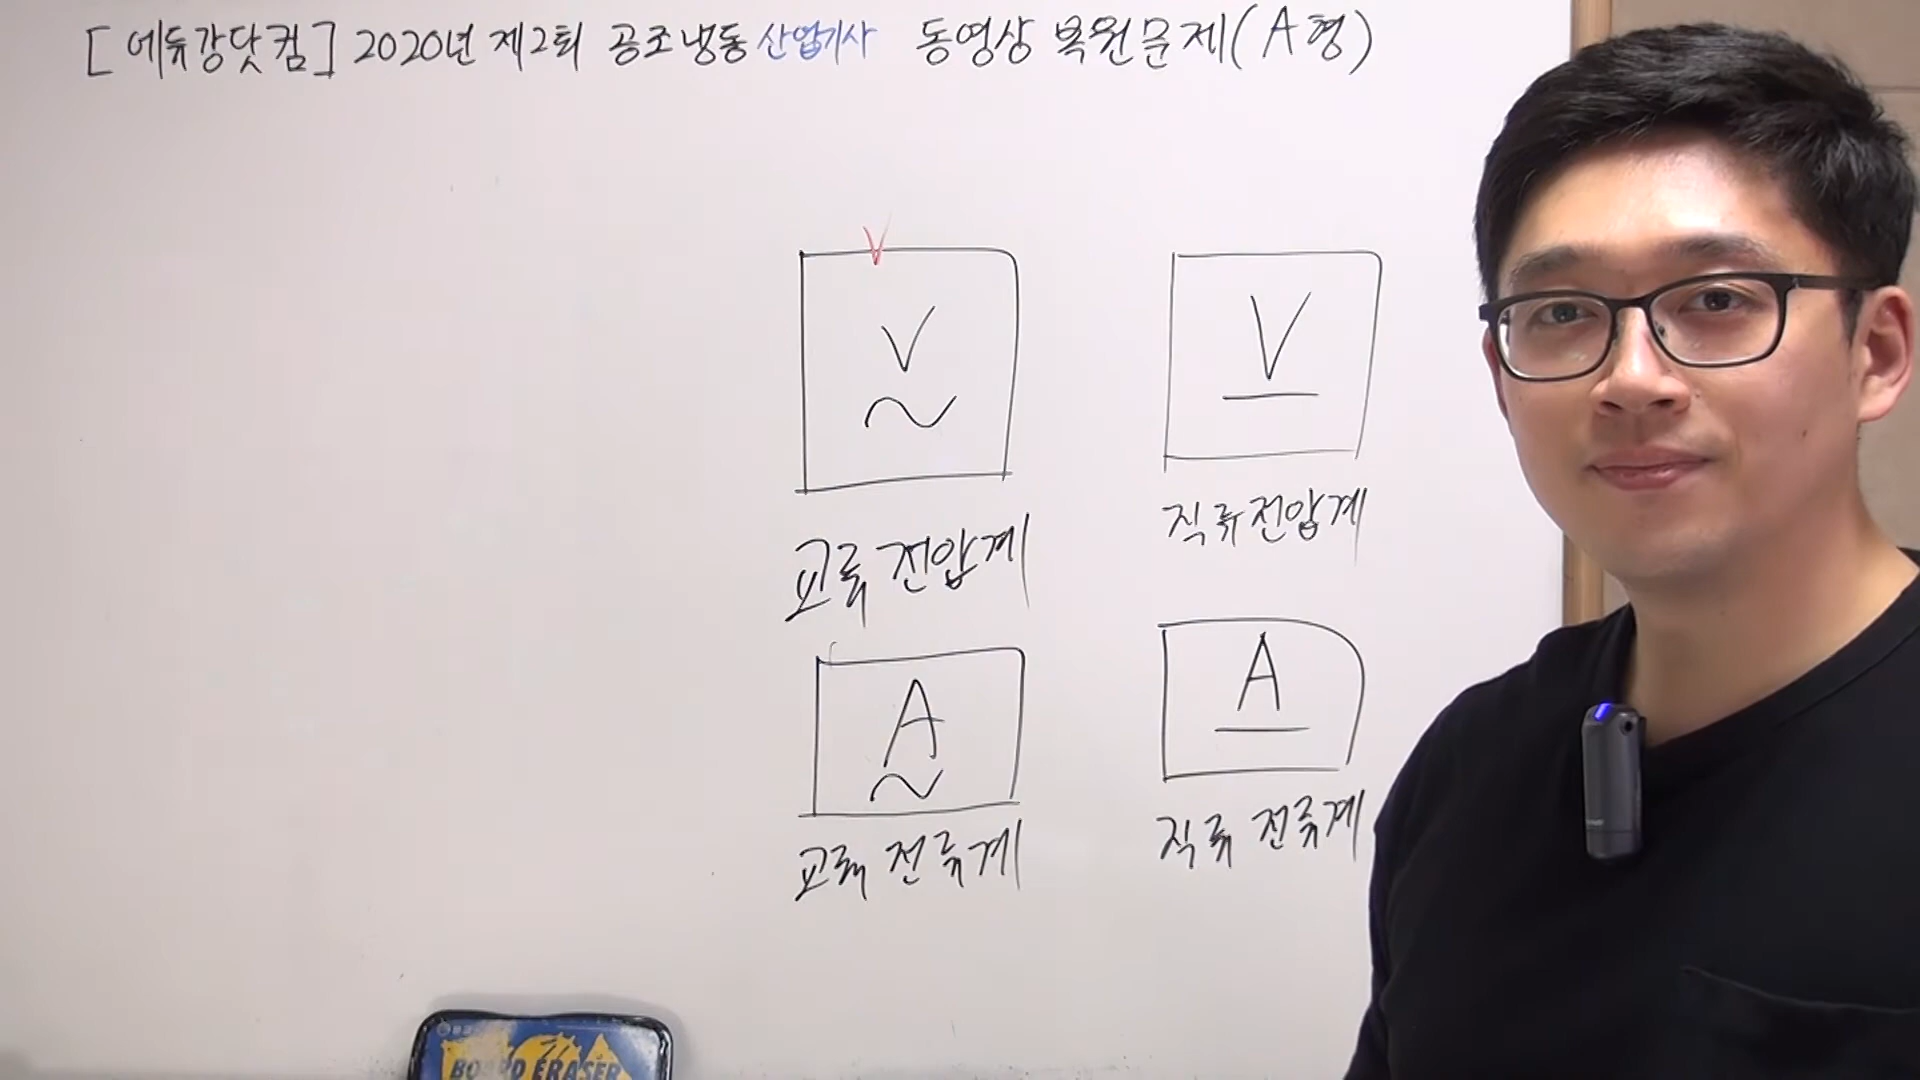 [에듀강닷컴] 2020년 제2회 공조냉동 산업기사 동영상 복원문제(A형)
V
V
~
교류 전압계
V
—
직류전압계
A
~
교류 전류계
A
—
직류 전류계
BOARD ERASER